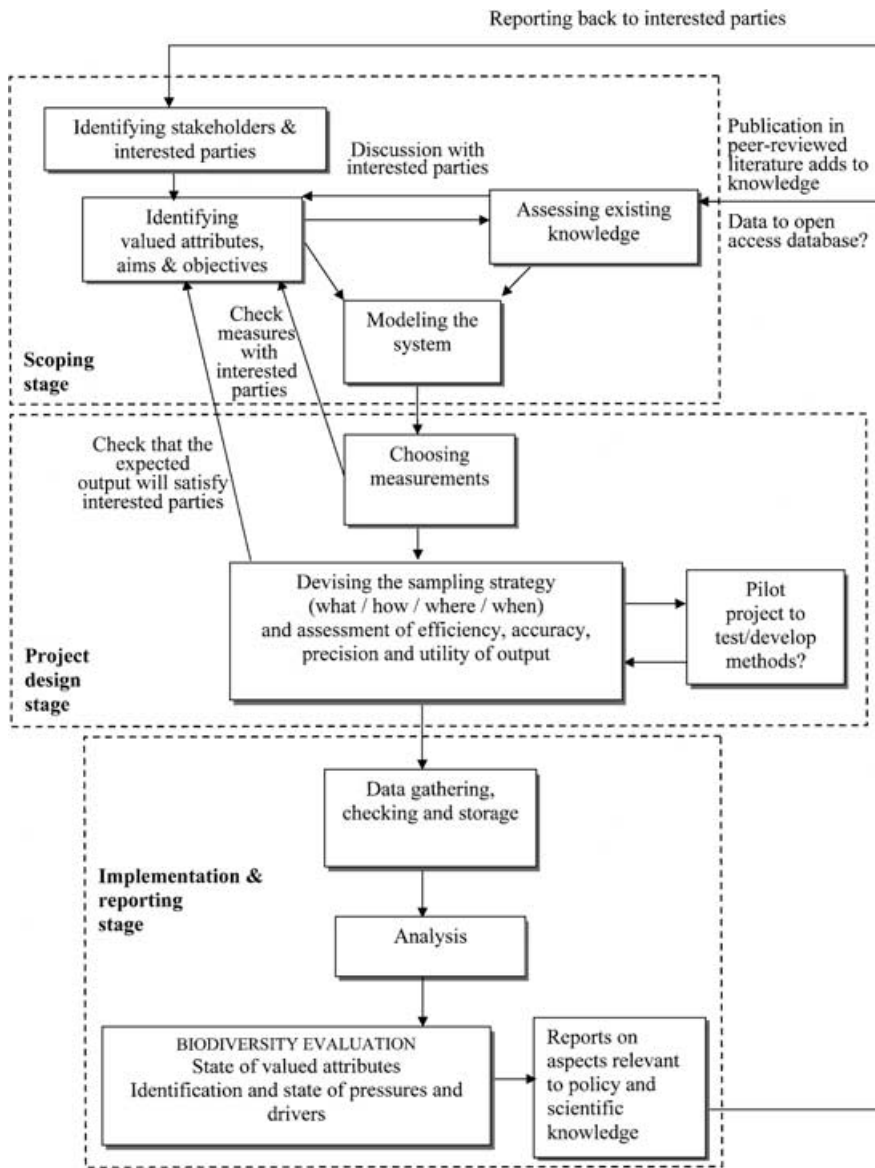 Reporting back to interested parties
Identifying stakeholders &
interested parties
Discussion with
interested parties
Publication in
peer-reviewed
literature adds to
knowledge
Data to open
access database?
Identifying
valued attributes,
aims & objectives
Assessing existing
knowledge
Check
measures
with
interested
parties
Modeling the
system
Scoping
stage
Check that the
expected
output will satisfy
interested parties
Choosing
measurements
Devising the sampling strategy
(what / how / where / when)
and assessment of efficiency, accuracy,
precision and utility of output
Pilot
project to
test/develop
methods?
Project
design
stage
Data gathering,
checking and storage
Implementation &
reporting
stage
Analysis
BIODIVERSITY EVALUATION
State of valued attributes
Identification and state of pressures and
drivers
Reports on
aspects relevant
to policy and
scientific
knowledge